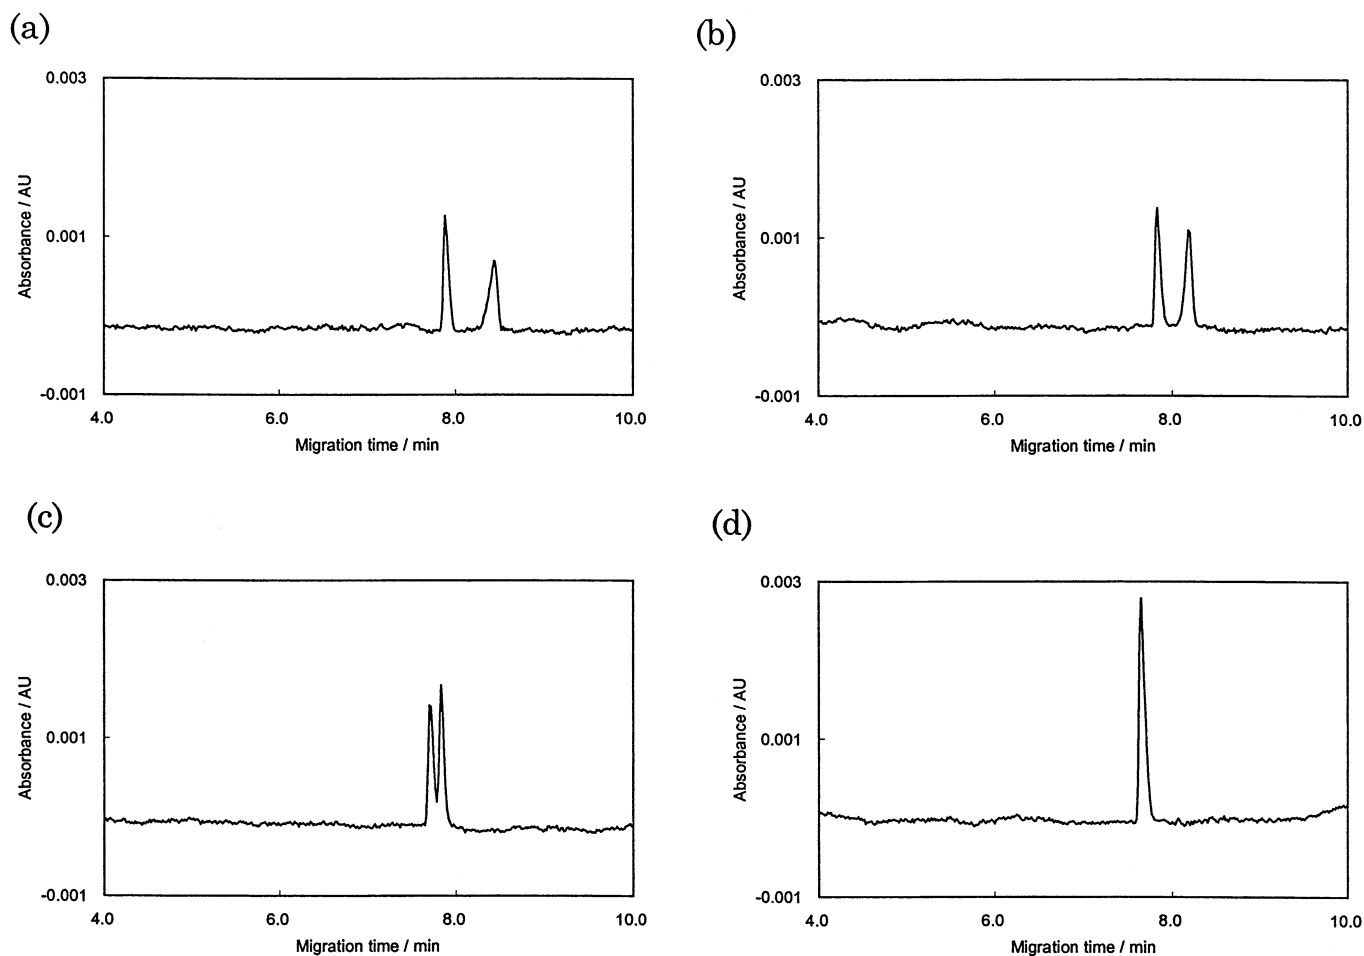 (a)
0.003
0.001
-0.001
Absorbance / AU
4.0 6.0 8.0 10.0
Migration time / min
(b)
0.003
0.001
-0.001
Absorbance / AU
4.0 6.0 8.0 10.0
Migration time / min
(c)
0.003
0.001
-0.001
Absorbance / AU
4.0 6.0 8.0 10.0
Migration time / min
(d)
0.003
0.001
-0.001
Absorbance / AU
4.0 6.0 8.0 10.0
Migration time / min